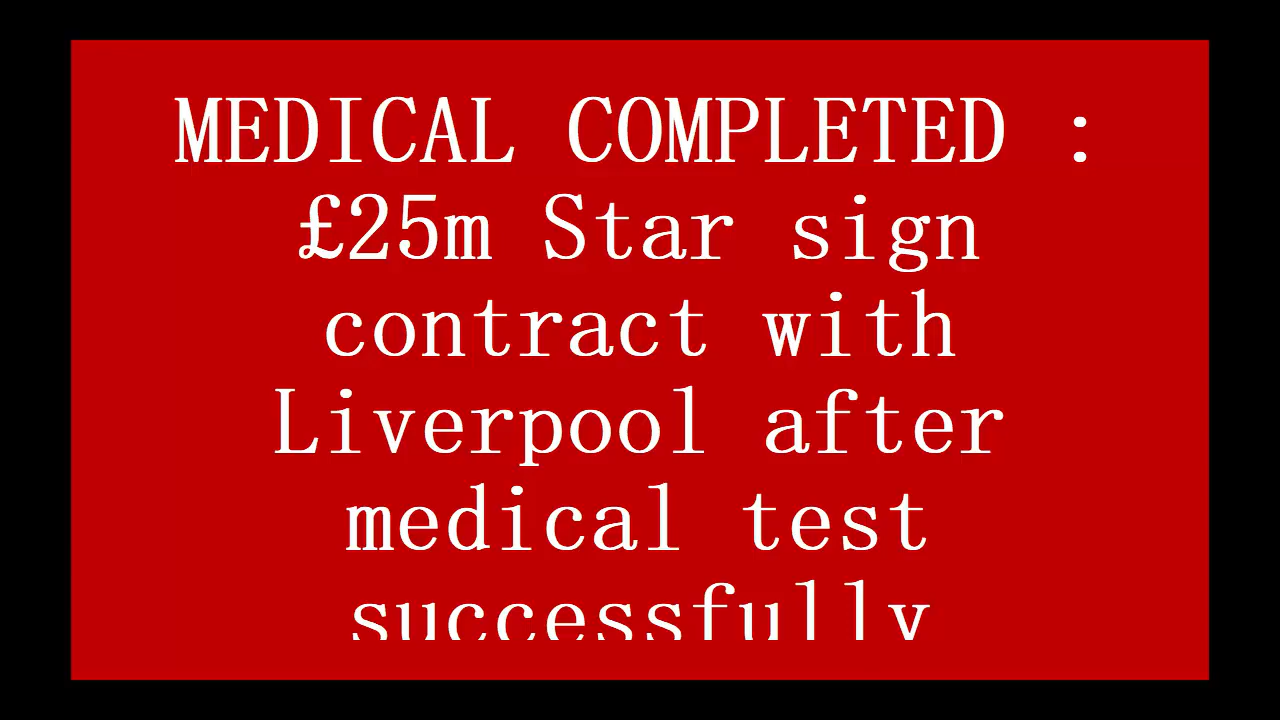 MEDICAL COMPLETED :
£25m Star sign
contract with
Liverpool after
medical test
successfully